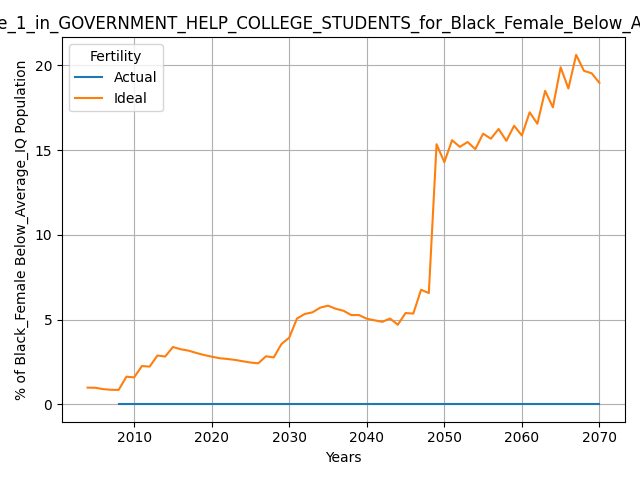 e_1_in_GOVERNMENT_HELP_COLLEGE_STUDENTS_for_Black_Female_Below_A
Fertility
Actual
Ideal
% of Black_Female Below_Average_IQ Population
20
15
10
5
0
2010 2020 2030 2040 2050 2060 2070
Years